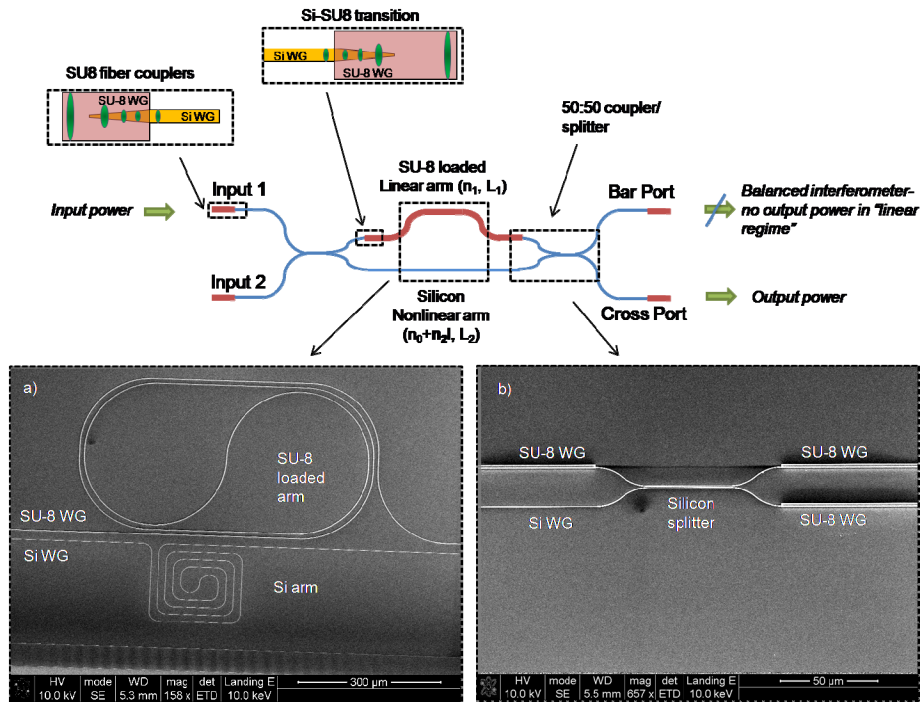 Si-SU8 transition
Si WG
SU-8 WG
SU8 fiber couplers
SU-8 WG
Si WG
50:50 coupler/
splitter
SU-8 loaded
Linear arm (n1, L1)
Input 1
Input power
Bar Port
Balanced interferometer-
no output power in "linear
regime"
Input 2
Silicon
Nonlinear arm
(n0+n2I, L2)
Cross Port
Output power
a)
SU-8
loaded
arm
SU-8 WG
Si WG
Si arm
HV
10.0 kV
mode
SE
WD
5.3 mm
mag
158 x
det
ETD
Landing E
10.0 keV
300 µm
b)
SU-8 WG
SU-8 WG
Silicon
splitter
Si WG
SU-8 WG
HV
10.0 kV
mode
SE
WD
5.5 mm
mag
657 x
det
ETD
Landing E
10.0 keV
50 µm